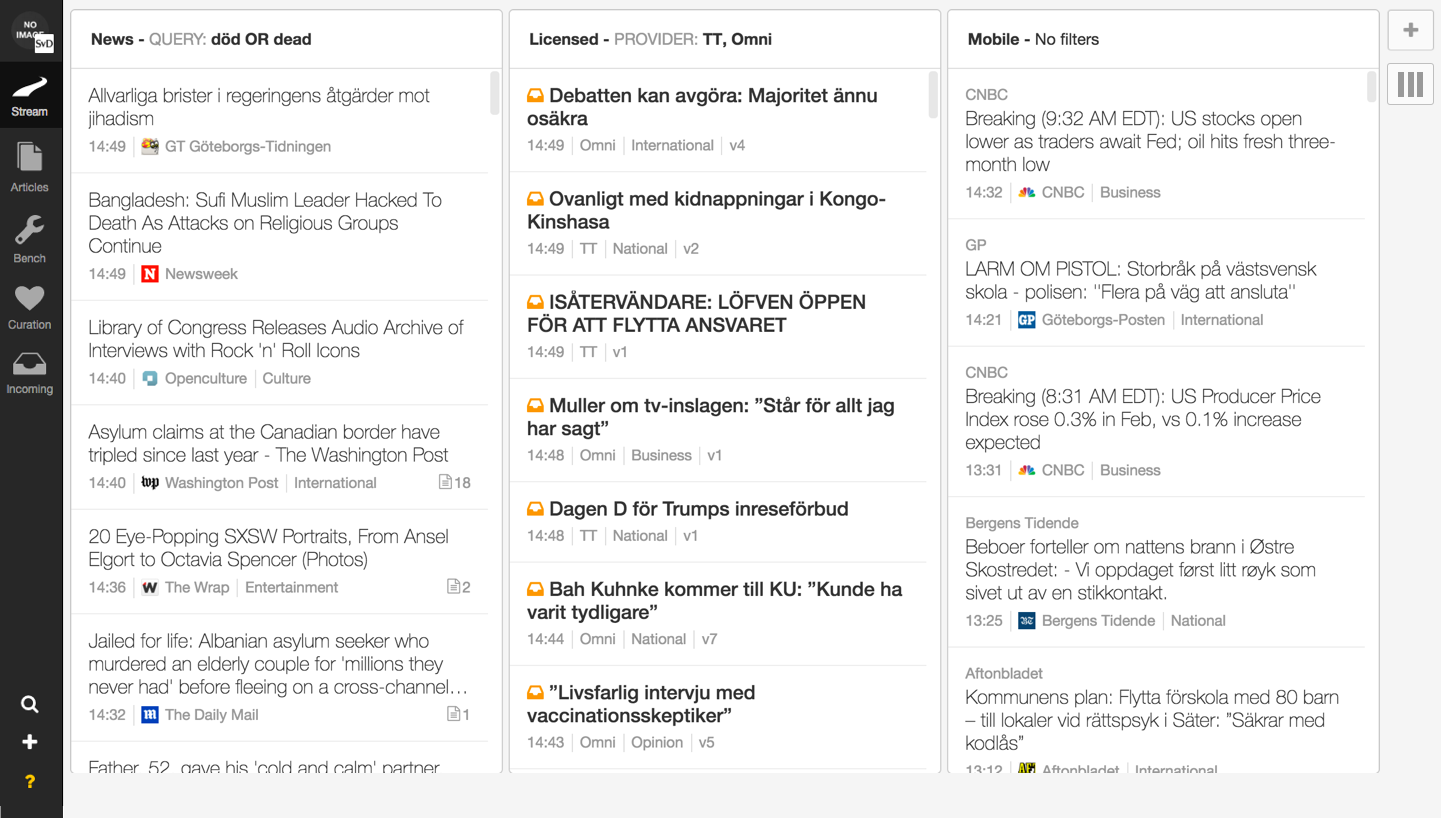 NO
IMAGE
SvD
Stream
Articles
Bench
Curation
Incoming
?
News - QUERY: död OR dead
Allvarliga brister i regeringens åtgärder mot
jihadism
14:49 GT Göteborgs-Tidningen
Bangladesh: Sufi Muslim Leader Hacked To
Death As Attacks on Religious Groups
Continue
14:49 N Newsweek
Library of Congress Releases Audio Archive of
Interviews with Rock 'n' Roll Icons
14:40 Openculture Culture
Asylum claims at the Canadian border have
tripled since last year - The Washington Post
14:40 wp Washington Post International 18
20 Eye-Popping SXSW Portraits, From Ansel
Elgort to Octavia Spencer (Photos)
14:36 W The Wrap Entertainment 2
Jailed for life: Albanian asylum seeker who
murdered an elderly couple for 'millions they
never had' before fleeing on a cross-channel…
14:32 m The Daily Mail 1
Father, 52, gave his 'cold and calm' partner
Licensed - PROVIDER: TT, Omni
Debatten kan avgöra: Majoritet ännu
osäkra
14:49 Omni International v4
Ovanligt med kidnappningar i Kongo-
Kinshasa
14:49 TT National v2
ISÅTERVÄNDARE: LÖFVEN ÖPPEN
FÖR ATT FLYTTA ANSVARET
14:49 TT v1
Muller om tv-inslagen: ”Står för allt jag
har sagt”
14:48 Omni Business v1
Dagen D för Trumps inreseförbud
14:48 TT National v1
Bah Kuhnke kommer till KU: ”Kunde ha
varit tydligare”
14:44 Omni National v7
”Livsfarlig intervju med
vaccinationsskeptiker”
14:43 Omni Opinion v5
Mobile - No filters
CNBC
Breaking (9:32 AM EDT): US stocks open
lower as traders await Fed; oil hits fresh three-
month low
14:32 CNBC Business
GP
LARM OM PISTOL: Storbråk på västsvensk
skola - polisen: "Flera på väg att ansluta"
14:21 GP Göteborgs-Posten International
CNBC
Breaking (8:31 AM EDT): US Producer Price
Index rose 0.3% in Feb, vs 0.1% increase
expected
13:31 CNBC Business
Bergens Tidende
Beboer forteller om nattens brann i Østre
Skostredet: - Vi oppdaget først litt røyk som
sivet ut av en stikkontakt.
13:25 Bergens Tidende National
Aftonbladet
Kommunens plan: Flytta förskola med 80 barn
– till lokaler vid rättspsyk i Säter: ”Säkrar med
kodlås”
13:12 Aftonbladet International